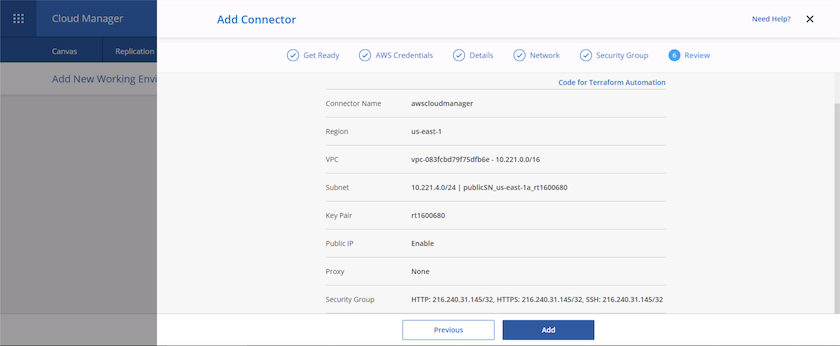 Cloud Manager
Add Connector
Need Help?
Canvas
Replication
Get Ready
AWS Credentials
Details
Network
Security Group
6 Review
Add New Working Envi
Code for Terraform Automation
Connector Name awscloudmanager
Region us-east-1
VPC vpc-083fcbd79f75dfb6e - 10.221.0.0/16
Subnet 10.221.4.0/24 | publicSN_us-east-1a_rt1600680
Key Pair rt1600680
Public IP Enable
Proxy None
Security Group HTTP: 216.240.31.145/32, HTTPS: 216.240.31.145/32, SSH: 216.240.31.145/32
Previous
Add